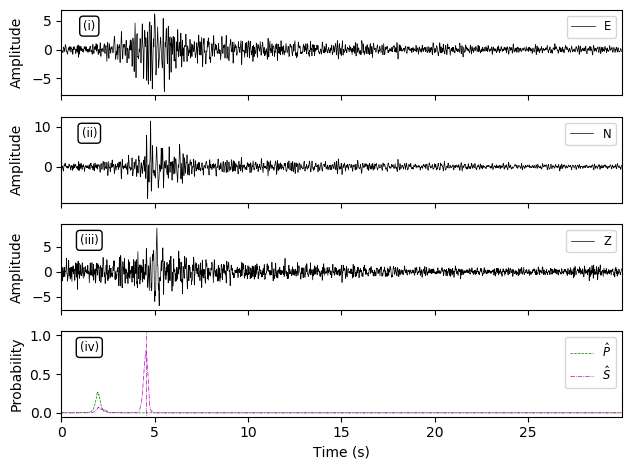 (i)
E
Amplitude
5
0
−5
(ii)
N
Amplitude
10
0
(iii)
Z
Amplitude
5
0
−5
(iv)
P̂
Ŝ
Probability
1.0
0.5
0.0
0 5 10 15 20 25
Time (s)